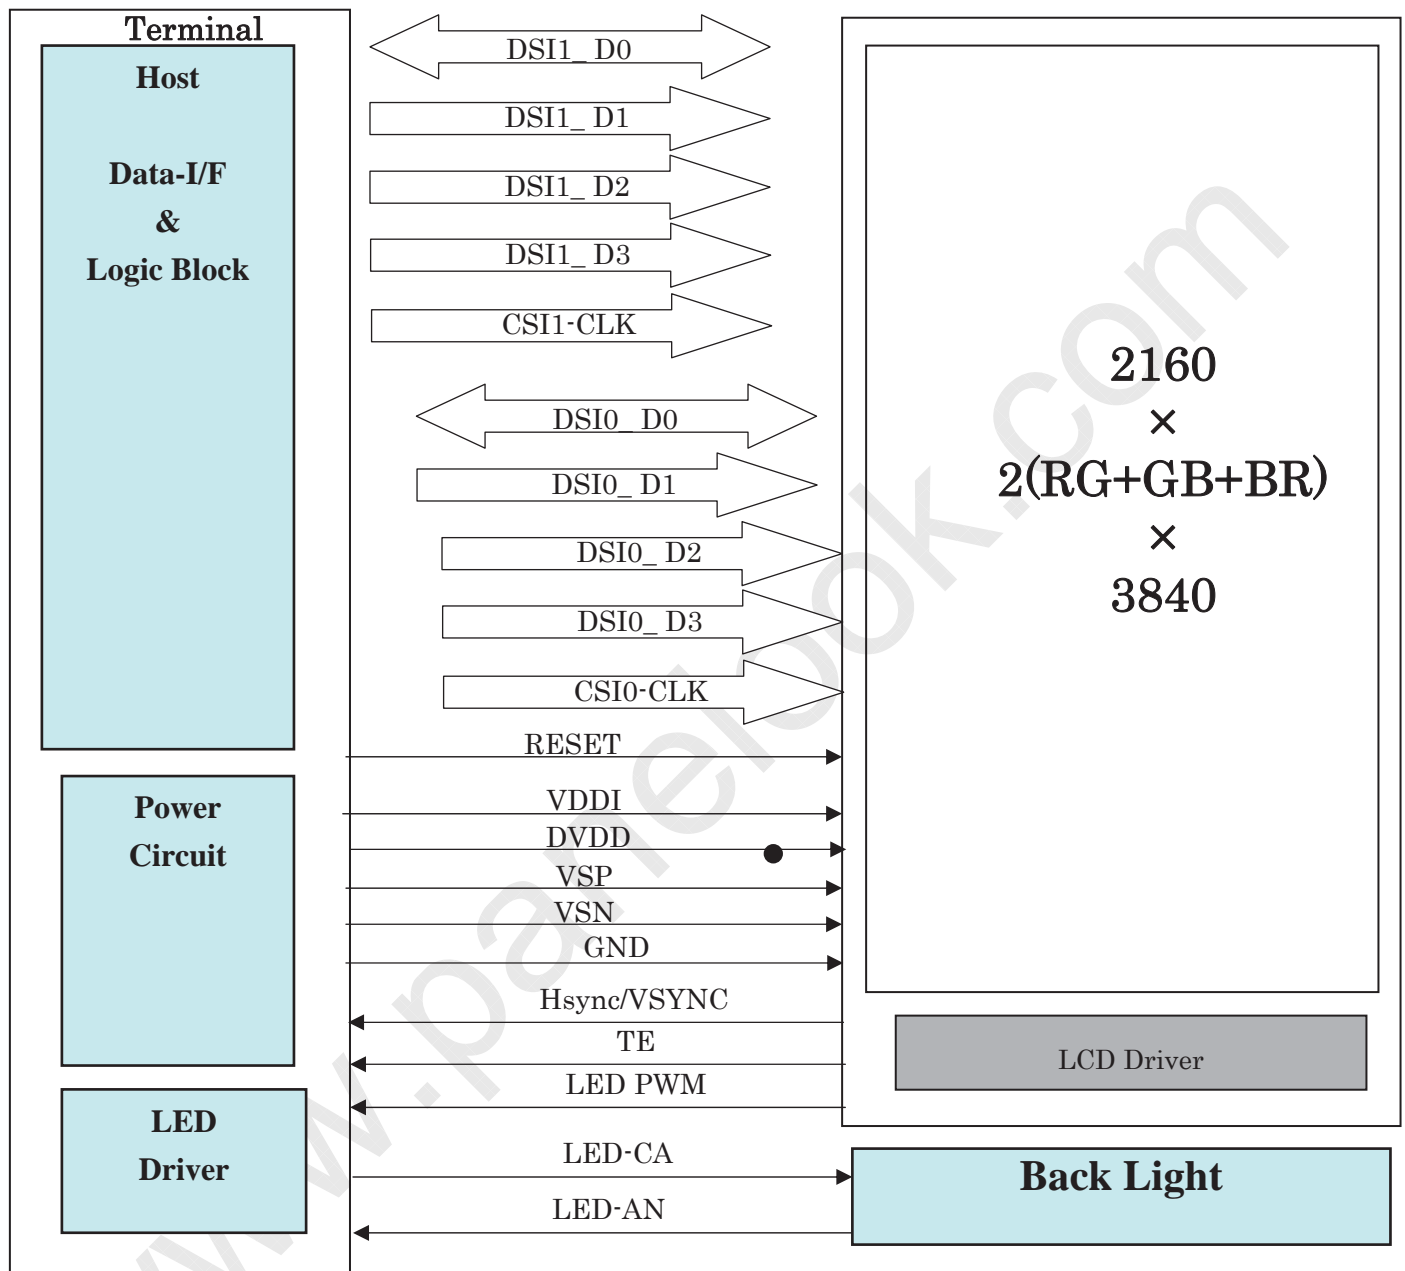 Terminal
Host
Data-I/F
&
Logic Block
Power
Circuit
LED
Driver
DSI1_ D0
DSI1_ D1
DSI1_ D2
DSI1_ D3
CSI1-CLK
DSI0_ D0
DSI0_ D1
DSI0_ D2
DSI0_ D3
CSI0-CLK
RESET
VDDI
DVDD
VSP
VSN
GND
Hsync/VSYNC
TE
LED PWM
LED-CA
LED-AN
2160
×
2(RG+GB+BR)
×
3840
LCD Driver
Back Light
www.panelook.com